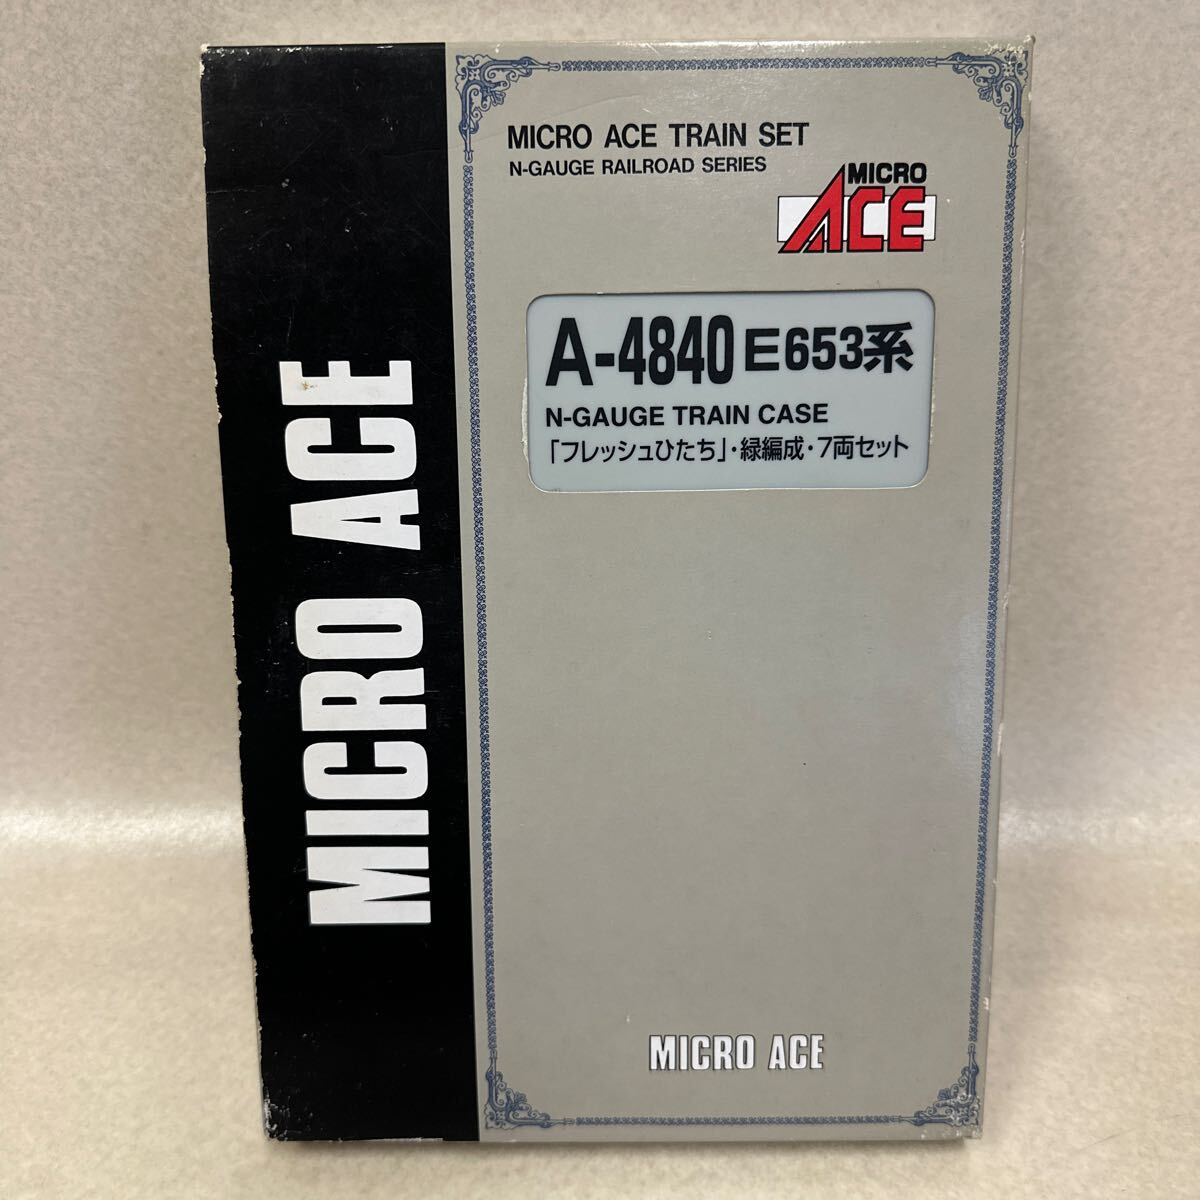 MICRO ACE
MICRO ACE TRAIN SET
N-GAUGE RAILROAD SERIES
MICRO
ACE
A-4840 E653系
N-GAUGE TRAIN CASE
「フレッシュひたち」・緑編成・7両セット
MICRO ACE